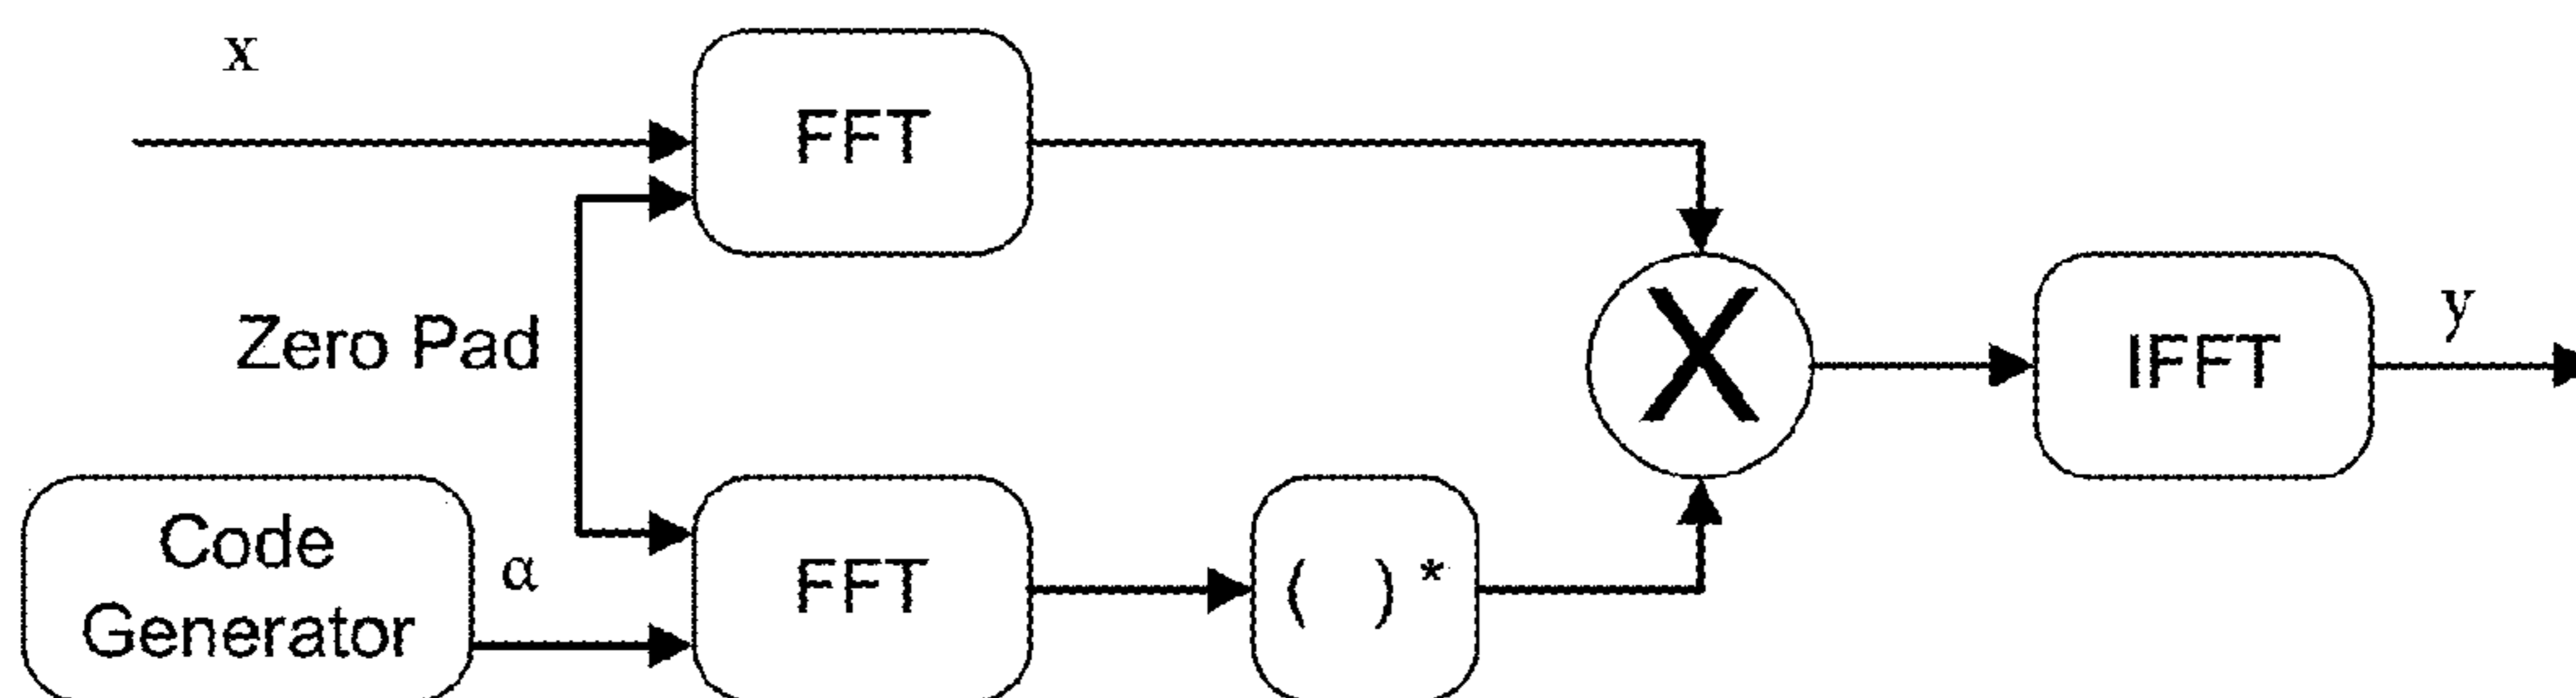 x
FFT
Zero Pad
X
IFFT
y
Code
Generator
α
FFT
( ) *